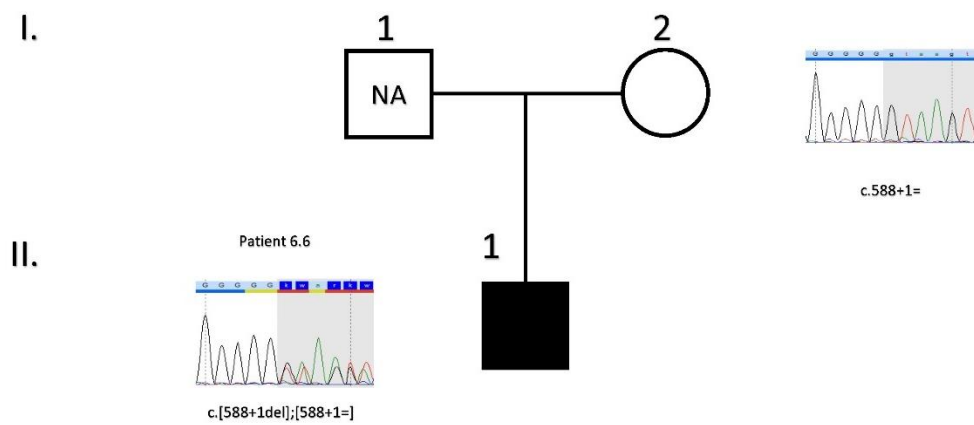 I.
1
2
NA
G G G G G g t a a g t
c.588+1=
II.
Patient 6.6
1
G G G G G k w a r k w
c.[588+1del];[588+1=]